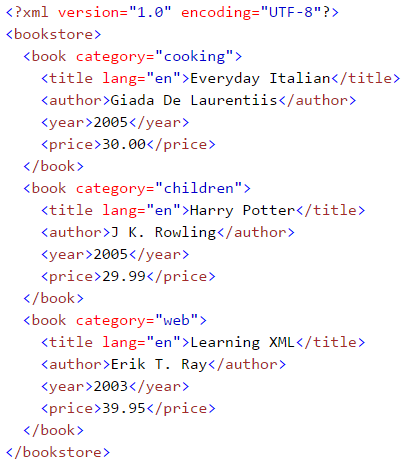 <?xml version="1.0" encoding="UTF-8"?>
<bookstore>
  <book category="cooking">
    <title lang="en">Everyday Italian</title>
    <author>Giada De Laurentiis</author>
    <year>2005</year>
    <price>30.00</price>
  </book>
  <book category="children">
    <title lang="en">Harry Potter</title>
    <author>J K. Rowling</author>
    <year>2005</year>
    <price>29.99</price>
  </book>
  <book category="web">
    <title lang="en">Learning XML</title>
    <author>Erik T. Ray</author>
    <year>2003</year>
    <price>39.95</price>
  </book>
</bookstore>